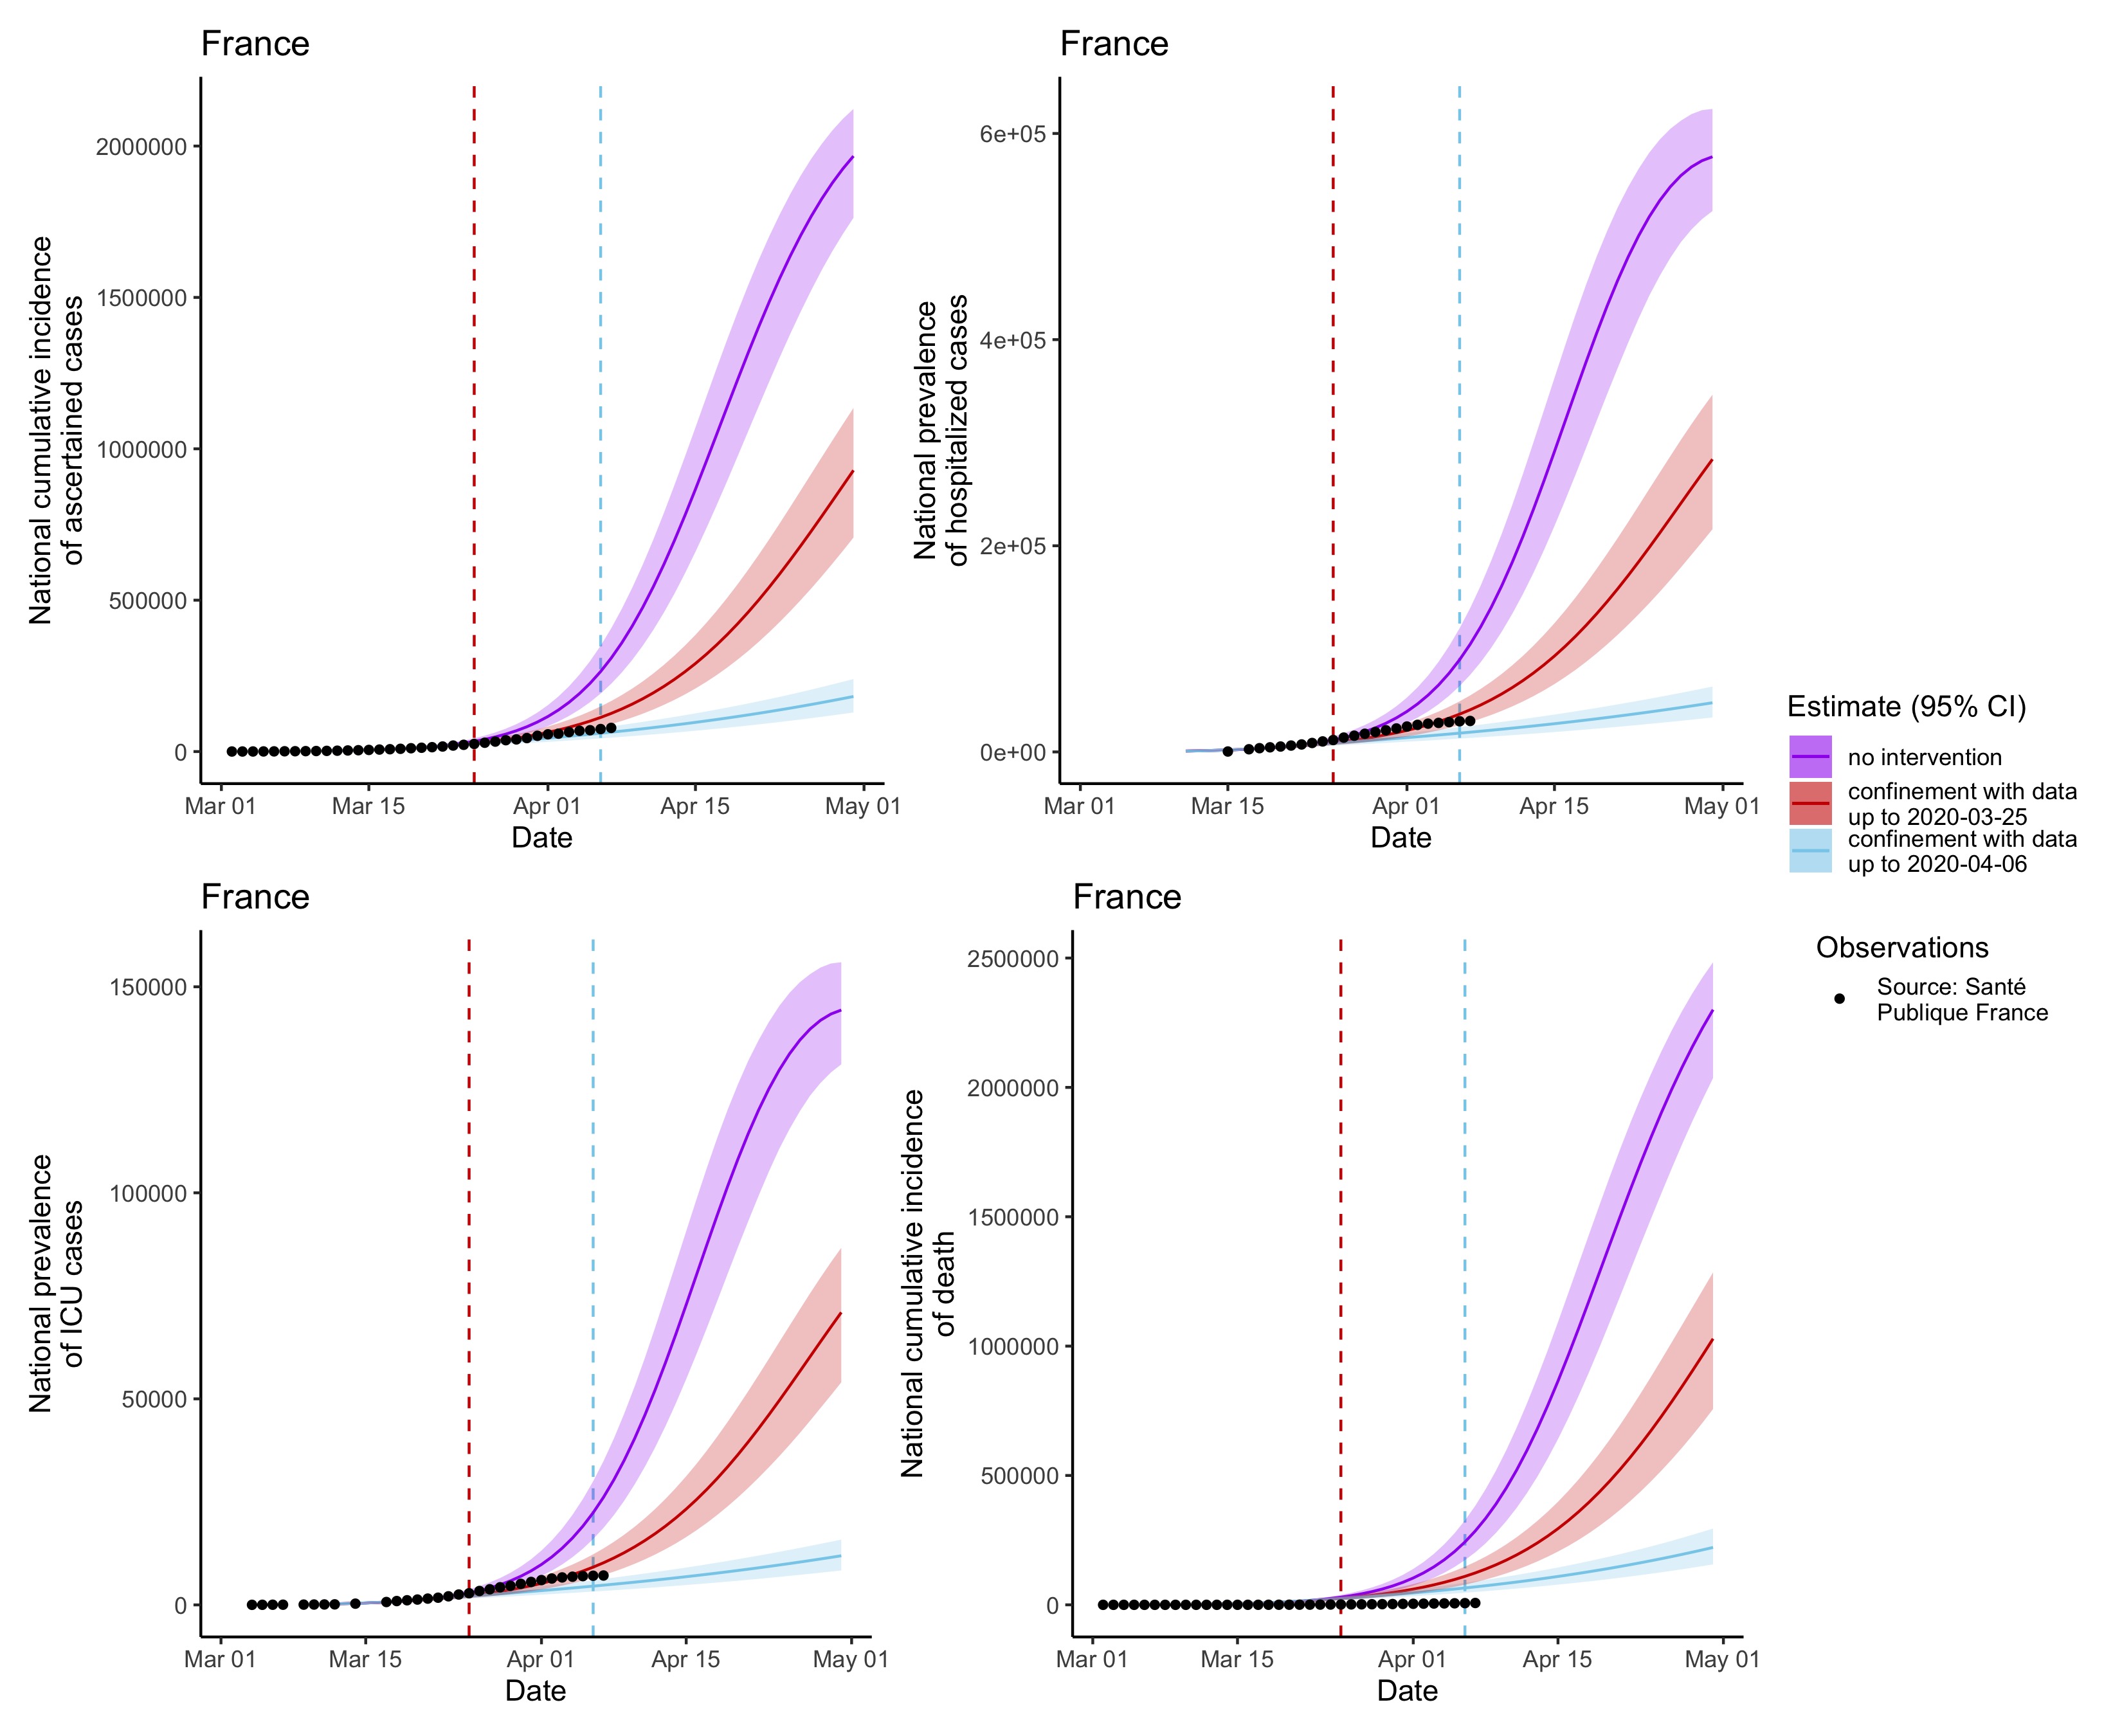 France
National cumulative incidence
of ascertained cases
2000000
1500000
1000000
500000
0
Mar 01
Mar 15
Apr 01
Apr 15
May 01
Date
France
National prevalence
of hospitalized cases
6e+05
4e+05
2e+05
0e+00
Mar 01
Mar 15
Apr 01
Apr 15
May 01
Date
France
National prevalence
of ICU cases
150000
100000
50000
0
Mar 01
Mar 15
Apr 01
Apr 15
May 01
Date
France
National cumulative incidence
of death
2500000
2000000
1500000
1000000
500000
0
Mar 01
Mar 15
Apr 01
Apr 15
May 01
Date
Estimate (95% CI)
no intervention
confinement with data
up to 2020-03-25
confinement with data
up to 2020-04-06
Observations
Source: Santé
Publique France